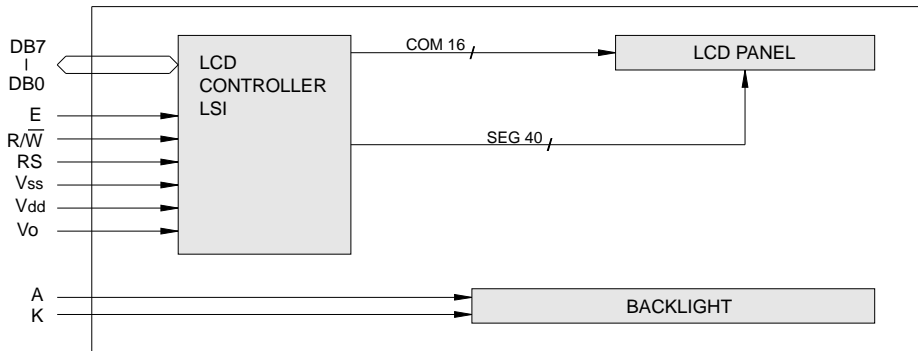 DB7
DB0
E
R/W̅
RS
Vss
Vdd
Vo
A
K
LCD
CONTROLLER
LSI
COM 16
SEG 40
LCD PANEL
BACKLIGHT